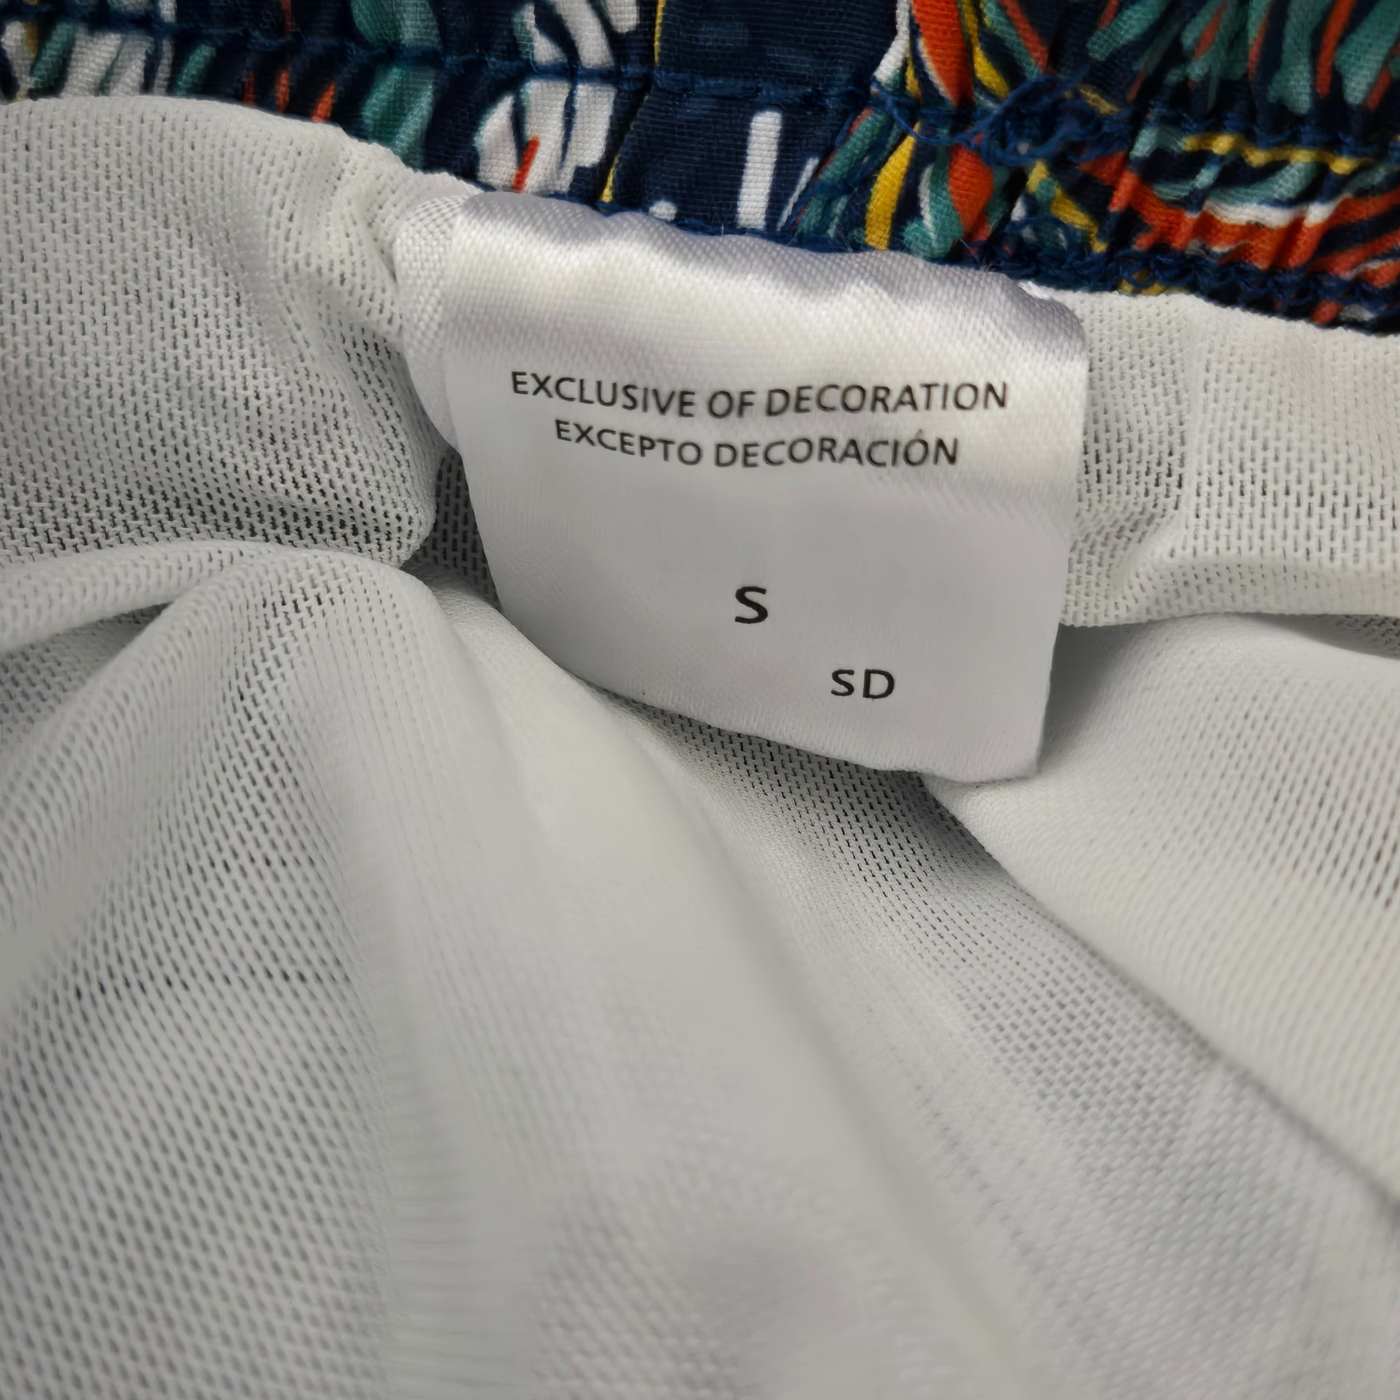 EXCLUSIVE OF DECORATION
EXCEPTO DECORACIÓN
S
SD